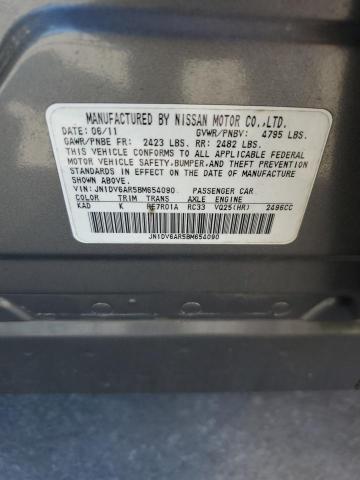 MANUFACTURED BY NISSAN MOTOR CO.,LTD.
DATE: 06/11 GVWR/PNBV: 4795 LBS.
GAWR/PNBE FR: 2423 LBS. RR: 2482 LBS.
THIS VEHICLE CONFORMS TO ALL APPLICABLE FEDERAL
MOTOR VEHICLE SAFETY, BUMPER, AND THEFT PREVENTION
STANDARDS IN EFFECT ON THE DATE OF MANUFACTURE
SHOWN ABOVE.
VIN: JN1DV6AR5BM654090 PASSENGER CAR
COLOR TRIM TRANS AXLE ENGINE
KAD K RE7R01A RC33 VQ25(HR) 2496CC
JN1DV6AR5BM654090